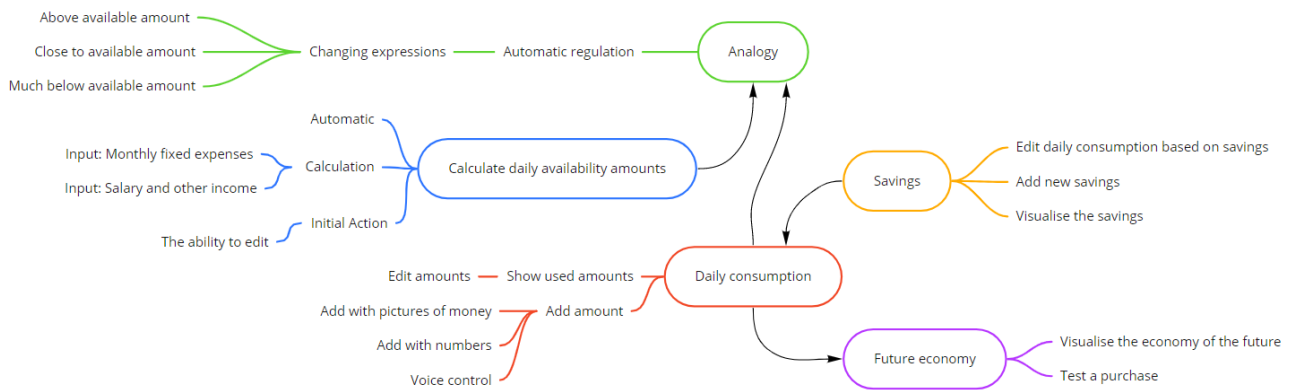 Above available amount
Close to available amount
Much below available amount
Changing expressions
Automatic regulation
Analogy
Automatic
Input: Monthly fixed expenses
Input: Salary and other income
Calculation
The ability to edit
Initial Action
Calculate daily availability amounts
Savings
Edit daily consumption based on savings
Add new savings
Visualise the savings
Edit amounts
Show used amounts
Daily consumption
Add with pictures of money
Add with numbers
Voice control
Add amount
Future economy
Visualise the economy of the future
Test a purchase